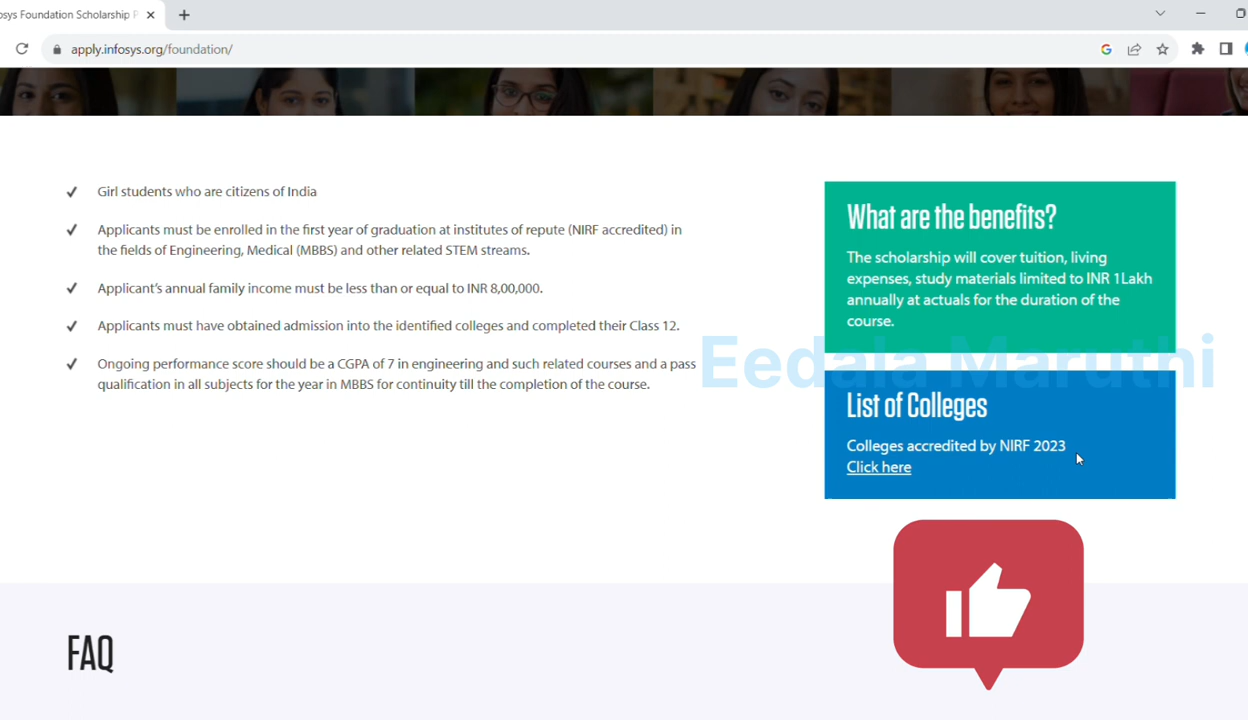 osys Foundation Scholarship P
apply.infosys.org/foundation/
Girl students who are citizens of India
Applicants must be enrolled in the first year of graduation at institutes of repute (NIRF accredited) in
the fields of Engineering, Medical (MBBS) and other related STEM streams.
Applicant's annual family income must be less than or equal to INR 8,00,000.
Applicants must have obtained admission into the identified colleges and completed their Class 12.
Ongoing performance score should be a CGPA of 7 in engineering and such related courses and a pass
qualification in all subjects for the year in MBBS for continuity till the completion of the course.
What are the benefits?
The scholarship will cover tuition, living
expenses, study materials limited to INR 1Lakh
annually at actuals for the duration of the
course.
Eedala Maruthi
List of Colleges
Colleges accredited by NIRF 2023
Click here
FAQ